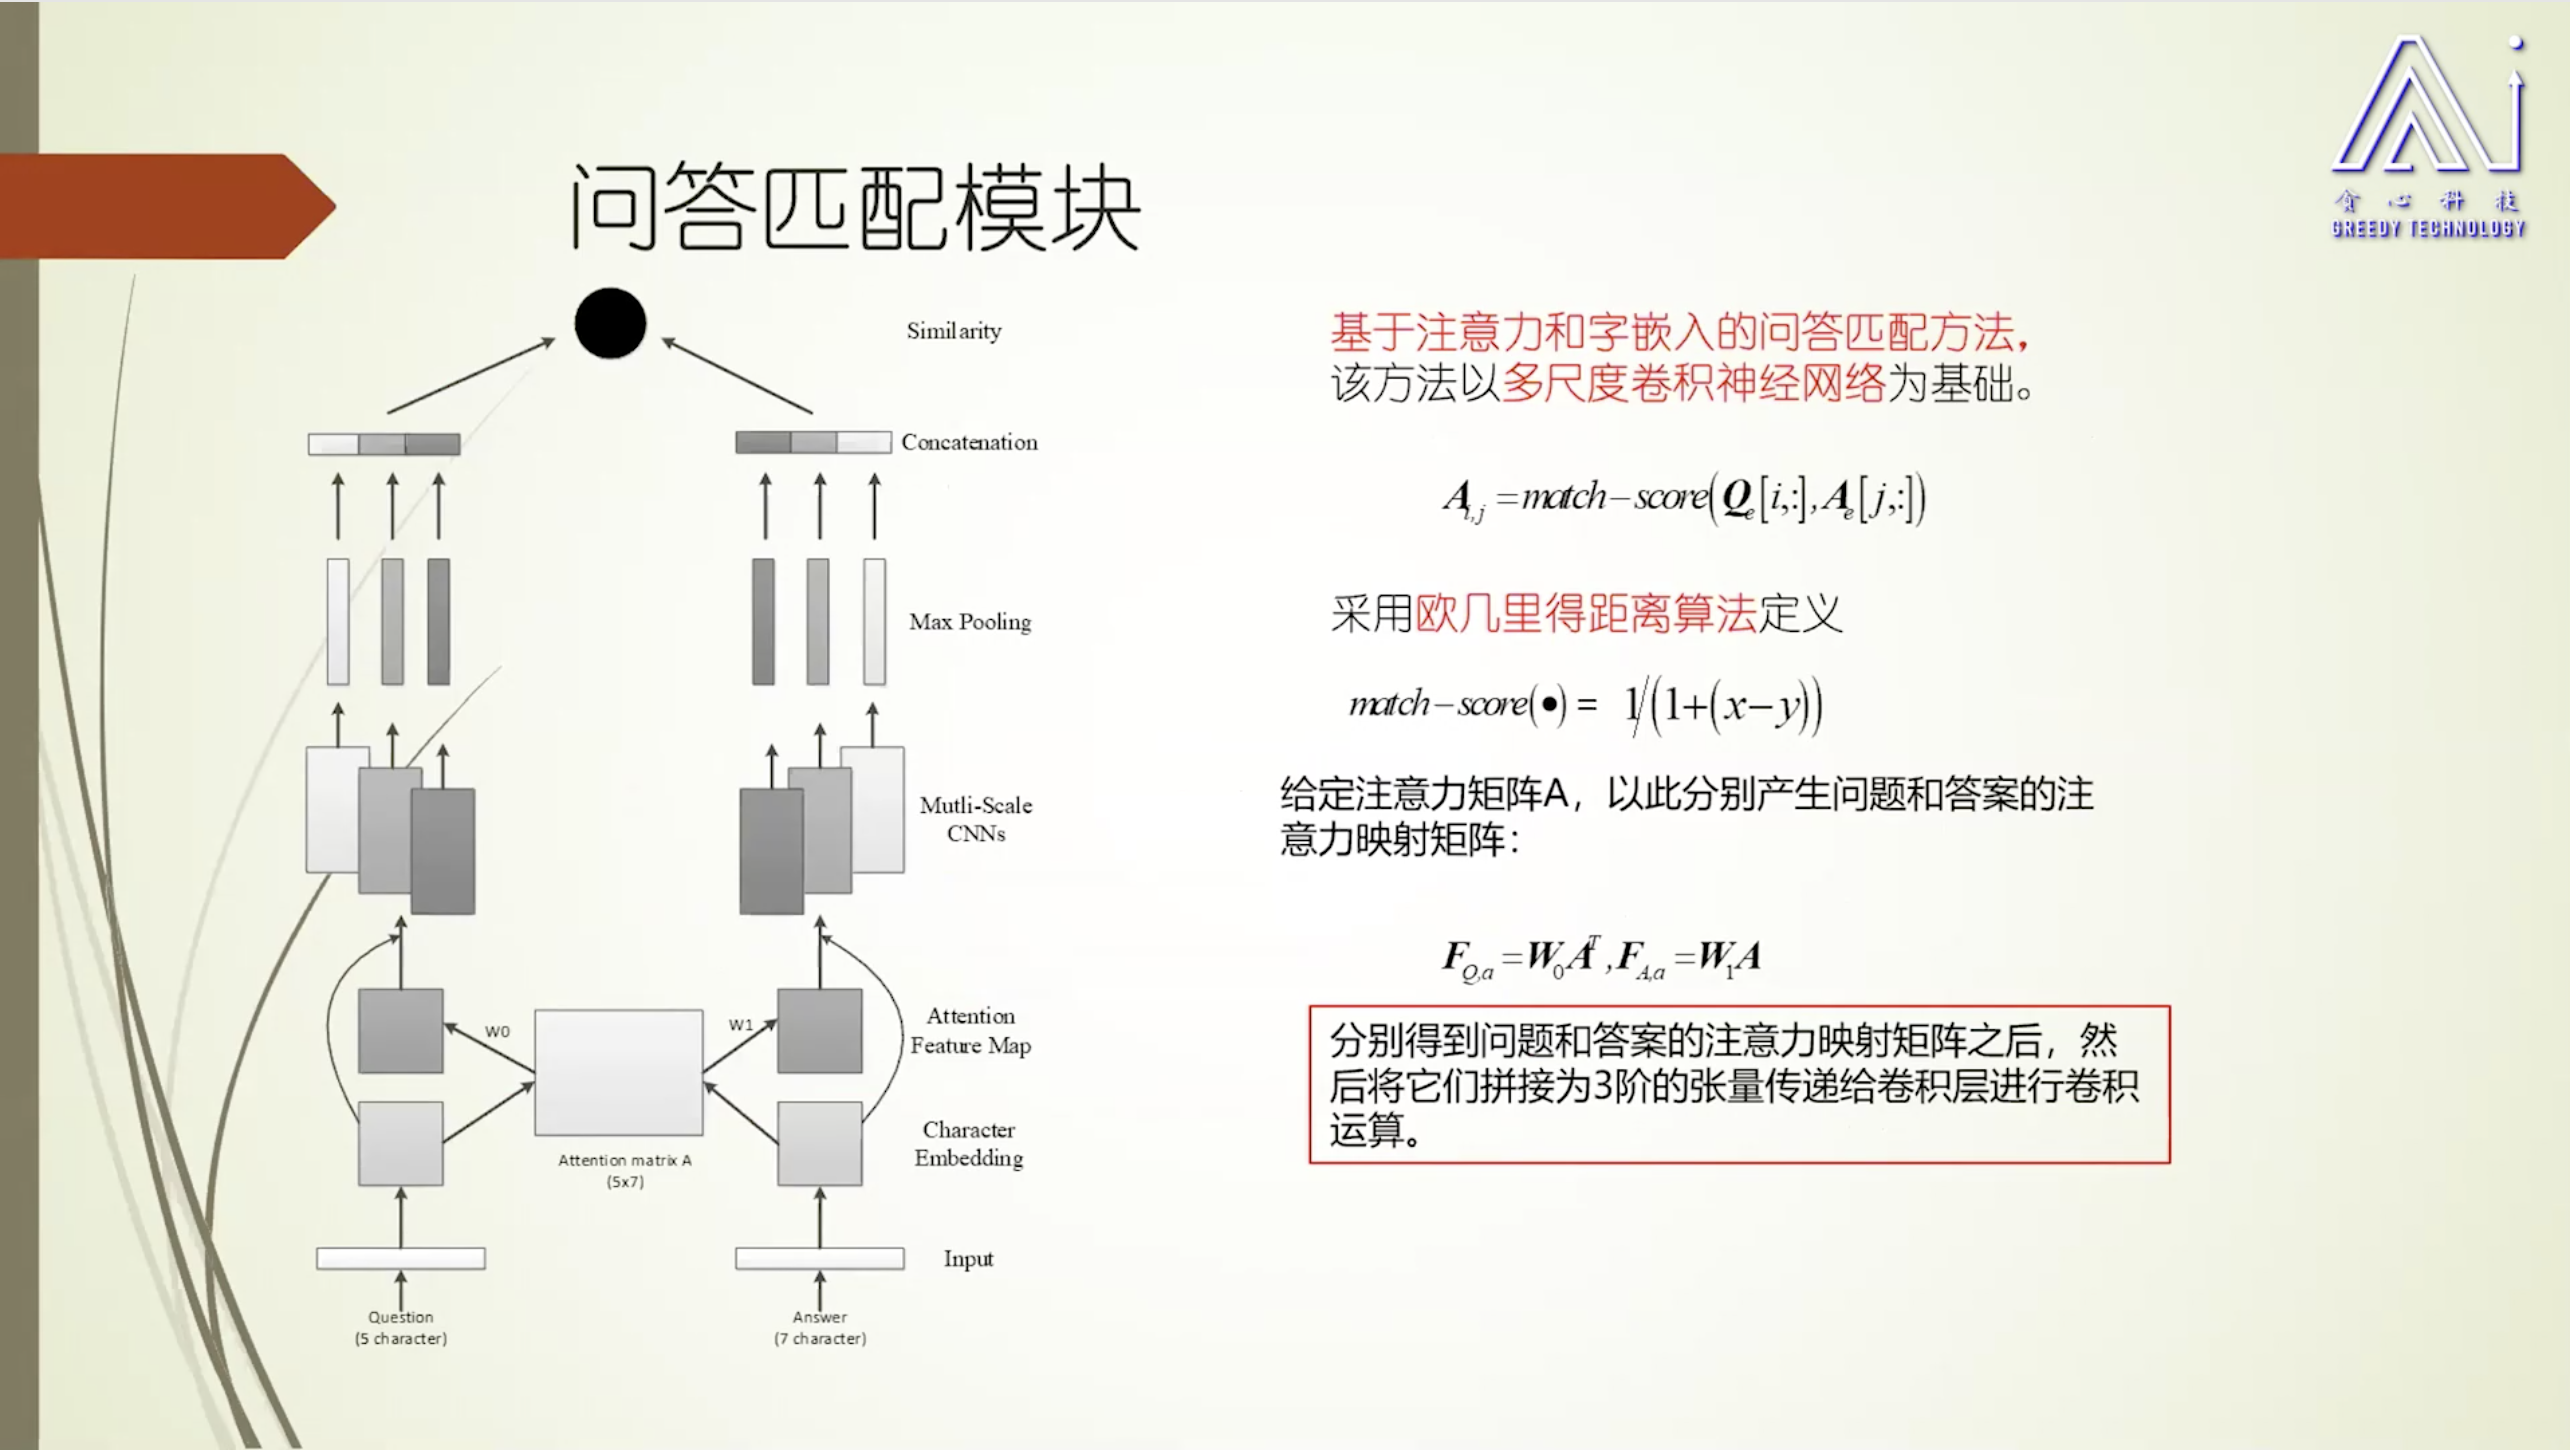 贪心科技
GREEDY TECHNOLOGY
问答匹配模块
Similarity
Concatenation
Max Pooling
Mutli-Scale
CNNs
W0
W1
Attention
Feature Map
Attention matrix A
(5x7)
Character
Embedding
Input
Question
(5 character)
Answer
(7 character)
基于注意力和字嵌入的问答匹配方法，
该方法以多尺度卷积神经网络为基础。
A_{i,j} =match-score(Q_e[i,:],A_e[j,:])
采用欧几里得距离算法定义
match-score(•) = 1/(1+(x-y))
给定注意力矩阵A，以此分别产生问题和答案的注
意力映射矩阵：
F_{Q,a} =W_0A^T,F_{A,a} =W_1A
分别得到问题和答案的注意力映射矩阵之后，然
后将它们拼接为3阶的张量传递给卷积层进行卷积
运算。